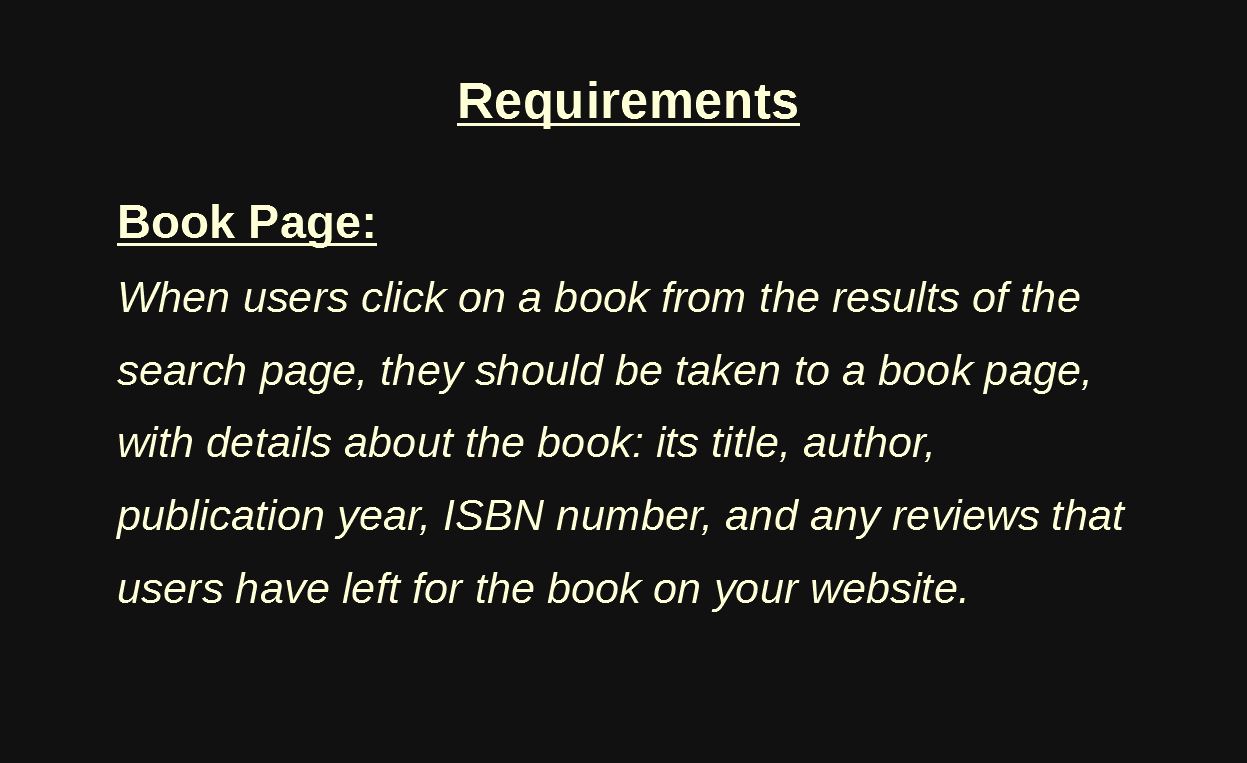 Requirements
Book Page:
When users click on a book from the results of the
search page, they should be taken to a book page,
with details about the book: its title, author,
publication year, ISBN number, and any reviews that
users have left for the book on your website.